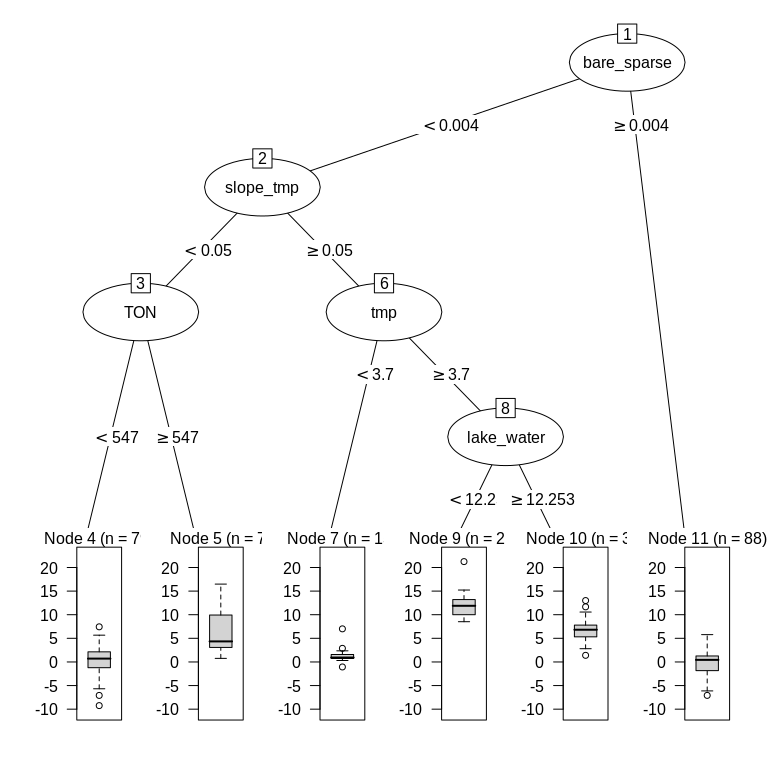 1
bare_sparse
< 0.004
≥ 0.004
2
slope_tmp
< 0.05
≥ 0.05
3
TON
6
tmp
< 3.7
≥ 3.7
8
lake_water
< 547
≥ 547
< 12.2
≥ 12.253
Node 4 (n = 7
Node 5 (n = 7
Node 7 (n = 1
Node 9 (n = 2
Node 10 (n = 3
Node 11 (n = 88)
20 20 20 20 20 20
15 15 15 15 15 15
10 10 10 10 10 10
5 5 5 5 5 5
0 0 0 0 0 0
-5 -5 -5 -5 -5 -5
-10 -10 -10 -10 -10 -10